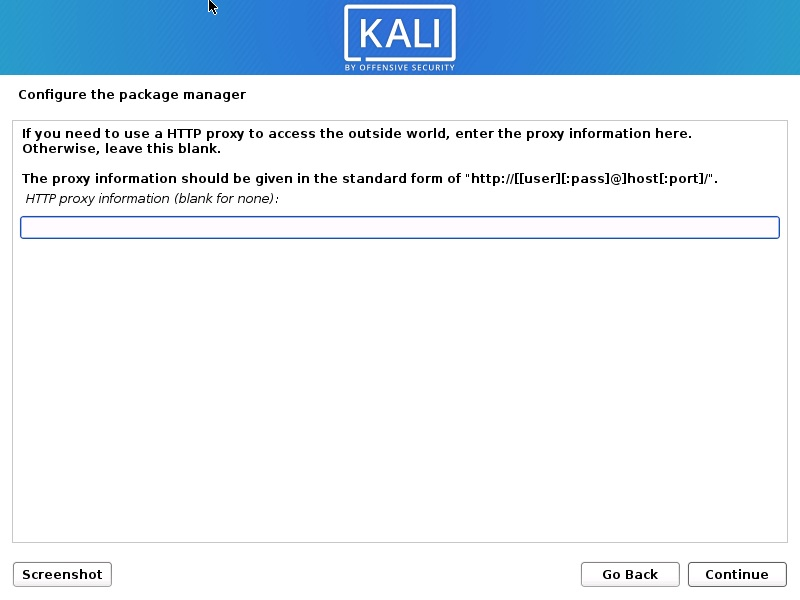 KALI
BY OFFENSIVE SECURITY
Configure the package manager
If you need to use a HTTP proxy to access the outside world, enter the proxy information here.
Otherwise, leave this blank.
The proxy information should be given in the standard form of "http://[[user][:pass]@]host[:port]/".
HTTP proxy information (blank for none):
Screenshot
Go Back
Continue